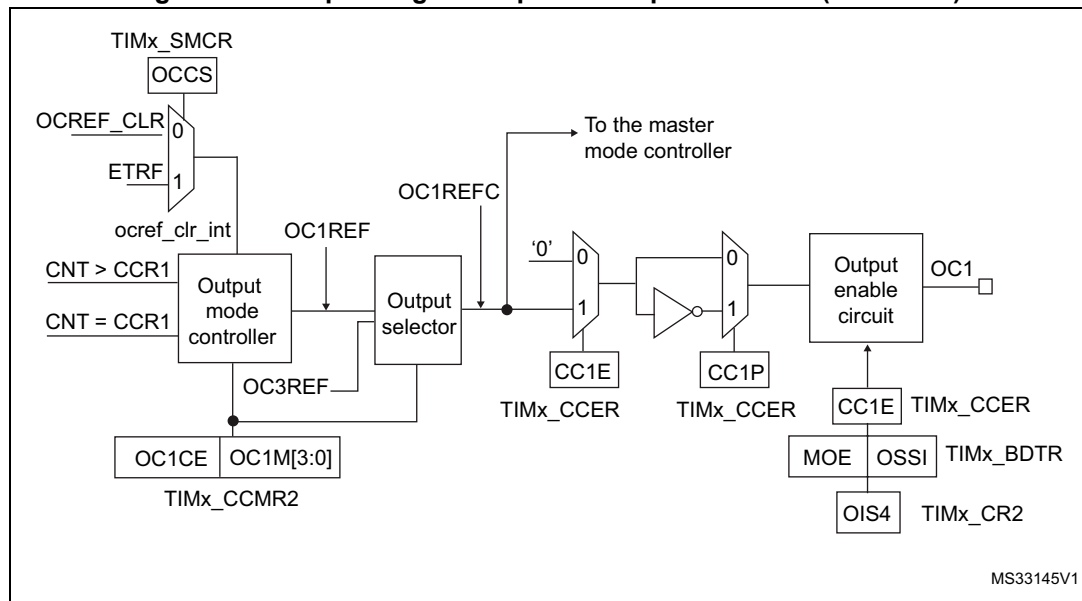 TIMx_SMCR
OCCS
OCREF_CLR
0
ETRF
1
ocref_clr_int
To the master
mode controller
OC1REFC
OC1REF
CNT > CCR1
CNT = CCR1
Output
mode
controller
Output
selector
OC3REF
'0'
0
1
0
1
Output
enable
circuit
OC1
CC1E
TIMx_CCER
CC1P
TIMx_CCER
CC1E
TIMx_CCER
MOE
OSSI
TIMx_BDTR
OIS4
TIMx_CR2
OC1CE
OC1M[3:0]
TIMx_CCMR2
MS33145V1